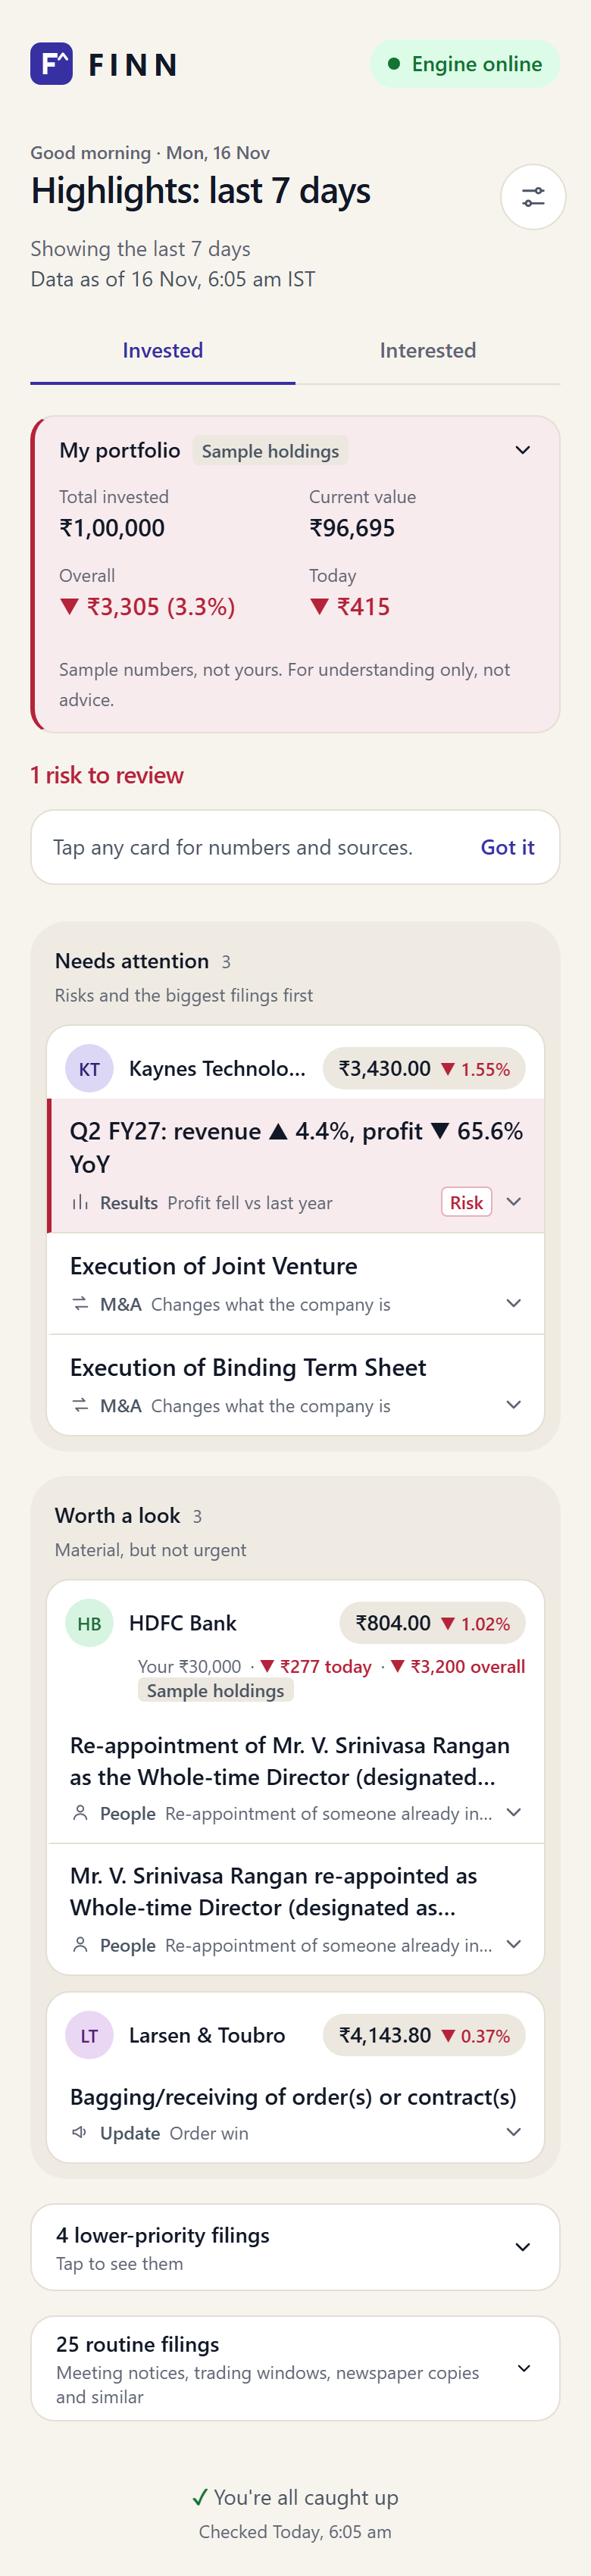 F^ FINN
Engine online
Good morning · Mon, 16 Nov
Highlights: last 7 days
Showing the last 7 days
Data as of 16 Nov, 6:05 am IST
Invested
Interested
My portfolio Sample holdings
Total invested
₹1,00,000
Current value
₹96,695
Overall
▼ ₹3,305 (3.3%)
Today
▼ ₹415
Sample numbers, not yours. For understanding only, not
advice.
1 risk to review
Tap any card for numbers and sources. Got it
Needs attention 3
Risks and the biggest filings first
KT Kaynes Technolo... ₹3,430.00 ▼ 1.55%
Q2 FY27: revenue ▲ 4.4%, profit ▼ 65.6%
YoY
Results Profit fell vs last year Risk
Execution of Joint Venture
M&A Changes what the company is
Execution of Binding Term Sheet
M&A Changes what the company is
Worth a look 3
Material, but not urgent
HB HDFC Bank ₹804.00 ▼ 1.02%
Your ₹30,000 · ▼ ₹277 today · ▼ ₹3,200 overall
Sample holdings
Re-appointment of Mr. V. Srinivasa Rangan
as the Whole-time Director (designated...
People Re-appointment of someone already in...
Mr. V. Srinivasa Rangan re-appointed as
Whole-time Director (designated as...
People Re-appointment of someone already in...
LT Larsen & Toubro ₹4,143.80 ▼ 0.37%
Bagging/receiving of order(s) or contract(s)
Update Order win
4 lower-priority filings
Tap to see them
25 routine filings
Meeting notices, trading windows, newspaper copies
and similar
✓ You're all caught up
Checked Today, 6:05 am